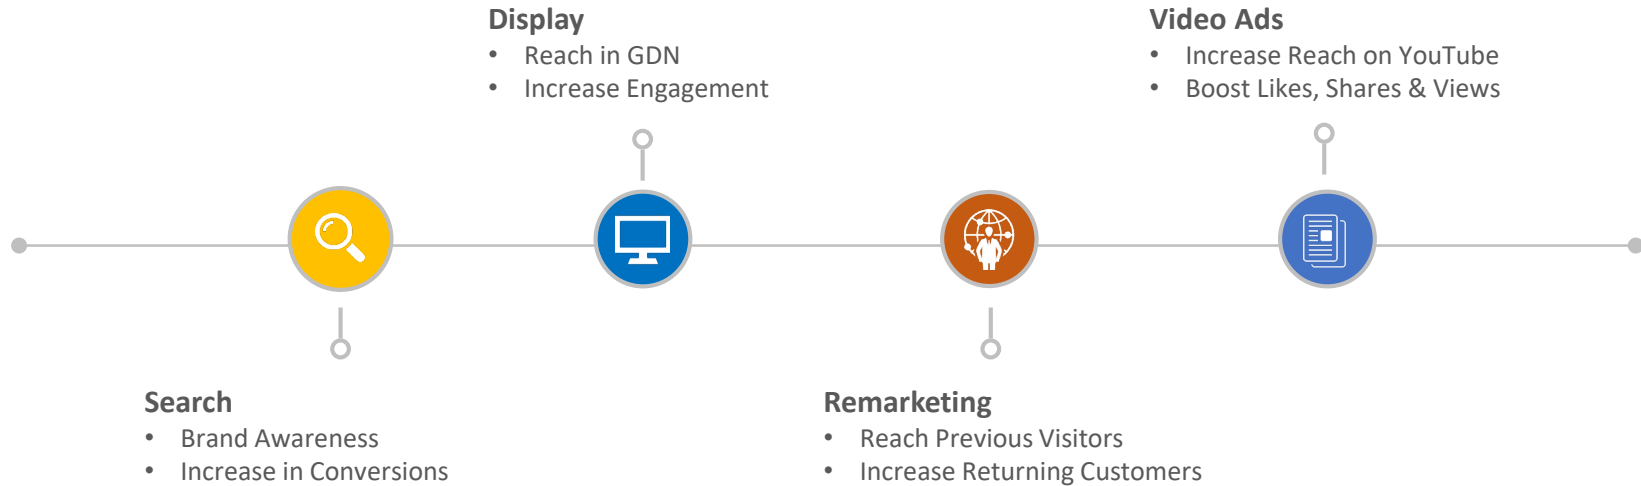 Display
• Reach in GDN
• Increase Engagement
Video Ads
• Increase Reach on YouTube
• Boost Likes, Shares & Views
Search
• Brand Awareness
• Increase in Conversions
Remarketing
• Reach Previous Visitors
• Increase Returning Customers